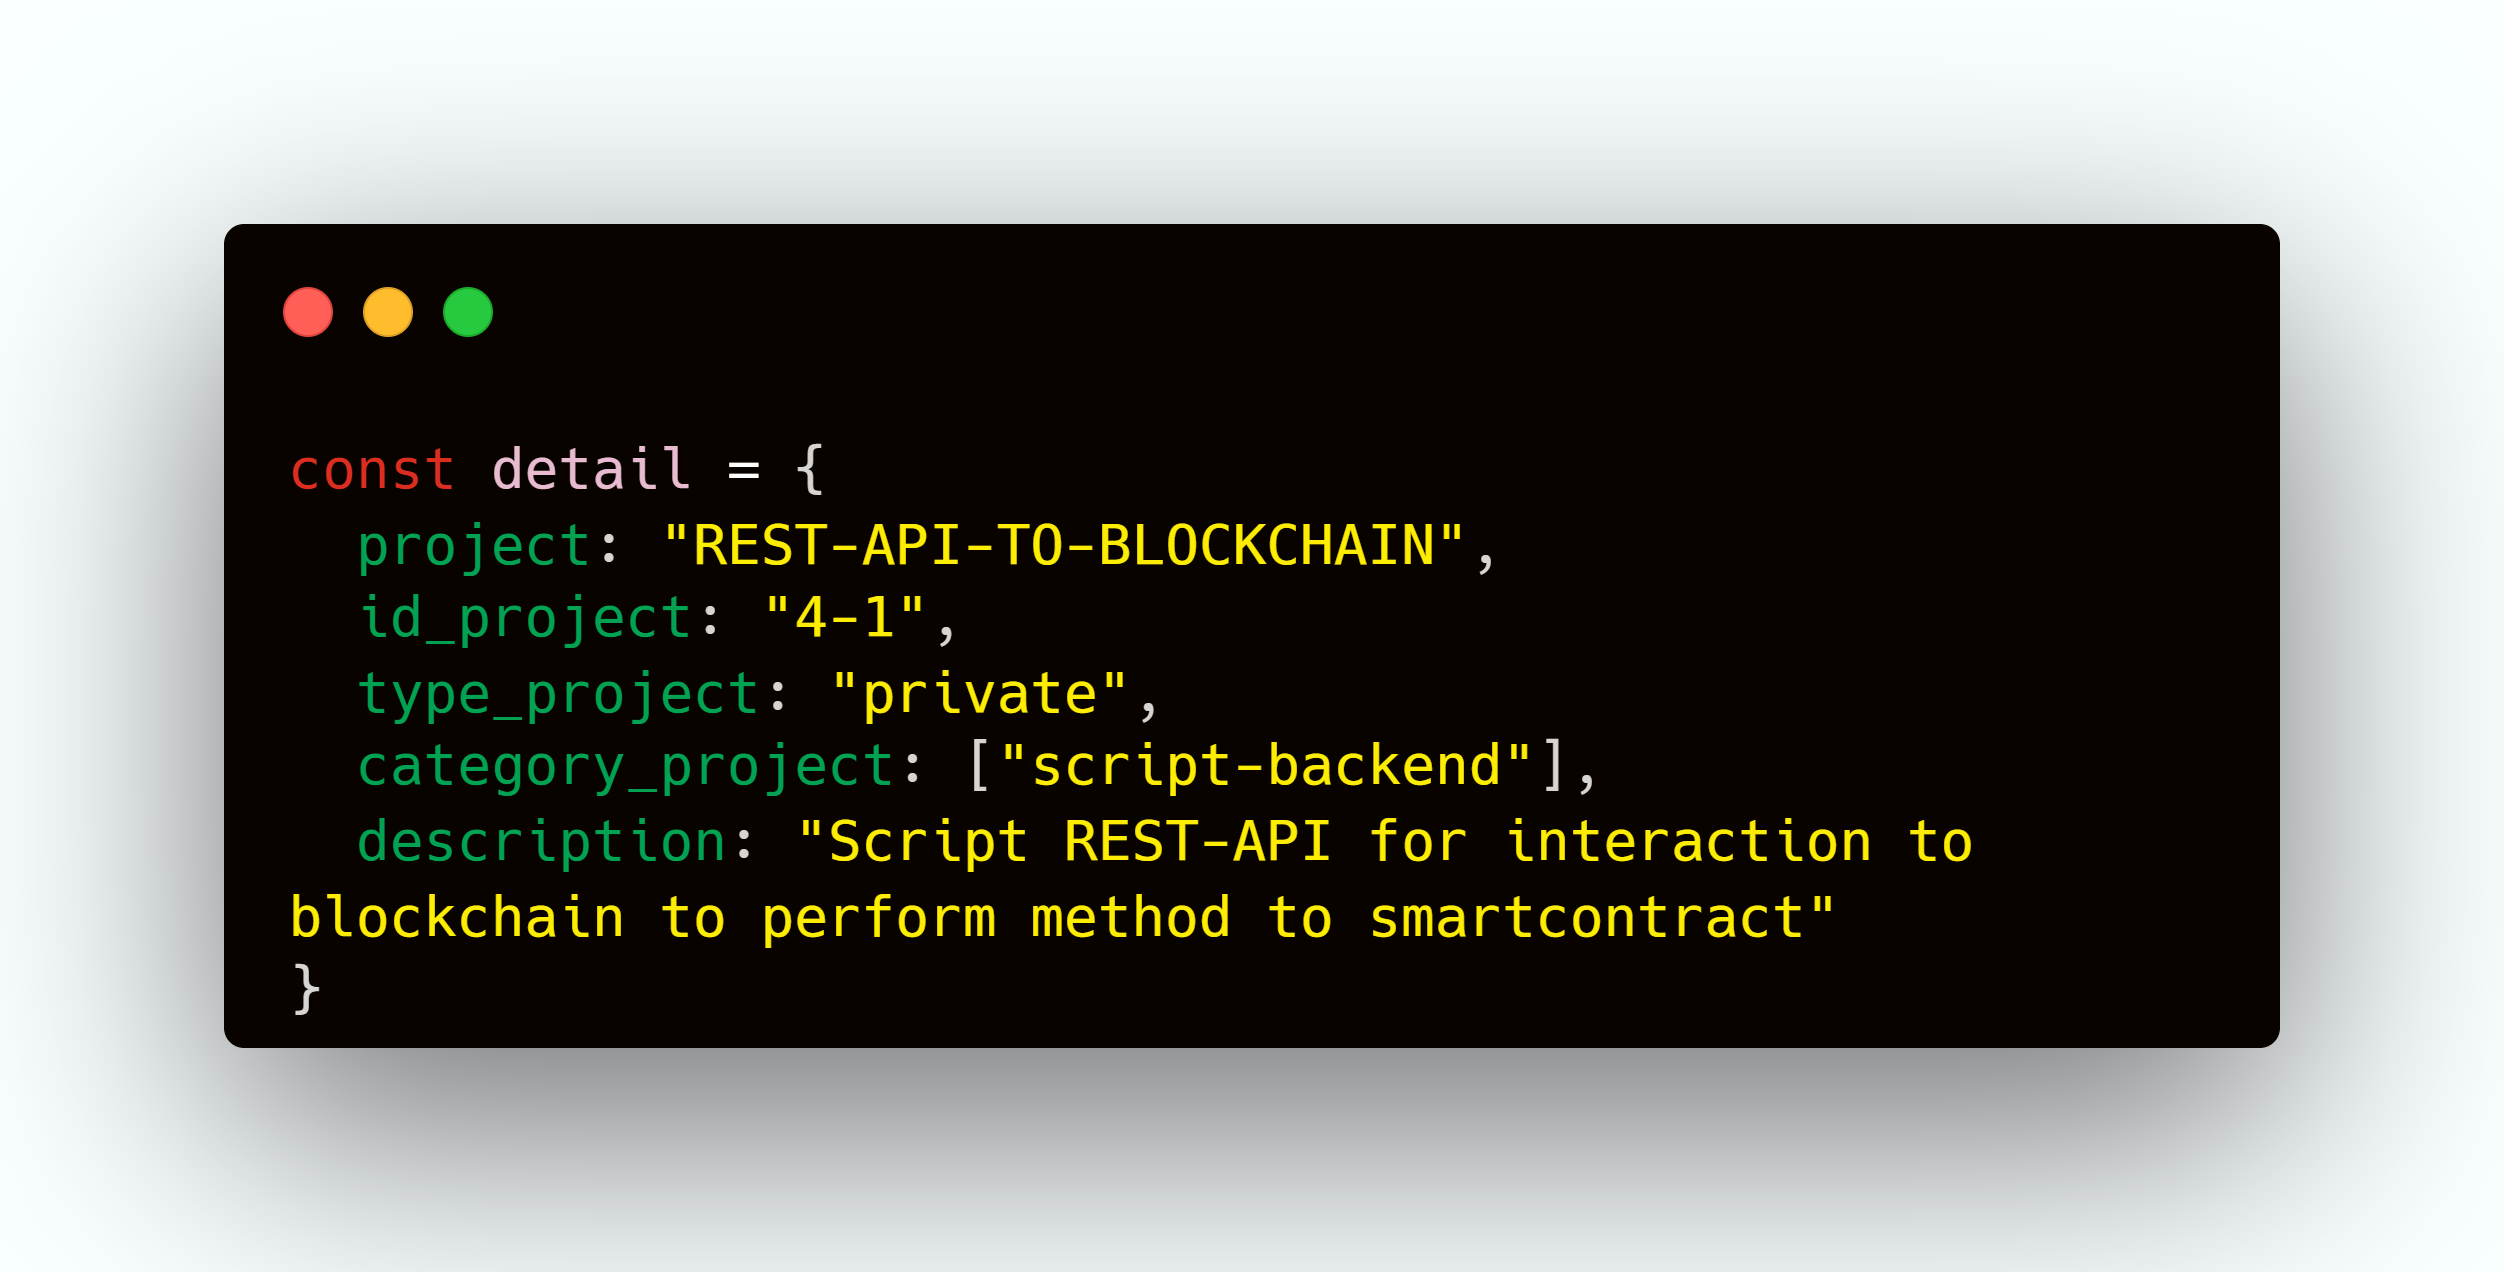 const detail = {
  project: "REST-API-TO-BLOCKCHAIN",
  id_project: "4-1",
  type_project: "private",
  category_project: ["script-backend"],
  description: "Script REST-API for interaction to
blockchain to perform method to smartcontract"
}